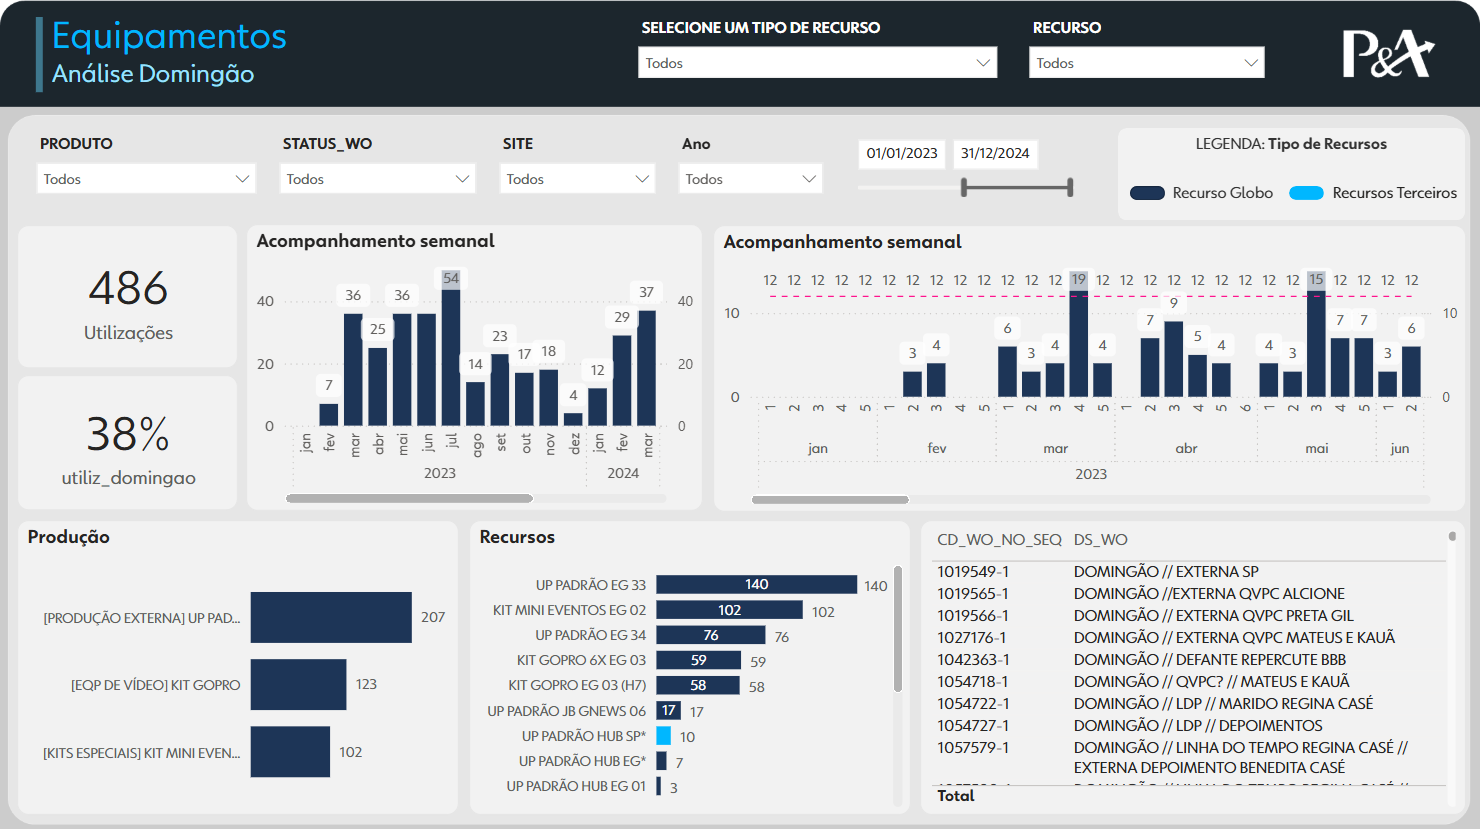 Equipamentos
Análise Domingão
SELECIONE UM TIPO DE RECURSO
Todos
RECURSO
Todos
P&A
PRODUTO
Todos
STATUS_WO
Todos
SITE
Todos
Ano
Todos
01/01/2023 31/12/2024
LEGENDA: Tipo de Recursos
Recurso Globo Recursos Terceiros
486
Utilizações
38%
utiliz_domingao
Acompanhamento semanal
40 20 0
7 36 25 36 54 14 23 17 18 4 12 29 37
40 20 0
jan fev mar abr mai jun jul ago set out nov dez jan fev mar
2023 2024
Acompanhamento semanal
12 12 12 12 12 12 12 12 12 12 12 12 12 19 12 12 12 12 12 12 12 12 12 15 12 12 12 12
10 0
3 4 6 3 4 4 7 9 5 4 4 3 7 7 3 6
10 0
1 2 3 4 5 1 2 3 4 5 1 2 3 4 5 1 2 3 4 5 6 1 2 3 4 5 1 2
jan fev mar abr mai jun
2023
Produção
[PRODUÇÃO EXTERNA] UP PAD... 207
[EQP DE VÍDEO] KIT GOPRO 123
[KITS ESPECIAIS] KIT MINI EVEN... 102
Recursos
UP PADRÃO EG 33 140 140
KIT MINI EVENTOS EG 02 102 102
UP PADRÃO EG 34 76 76
KIT GOPRO 6X EG 03 59 59
KIT GOPRO EG 03 (H7) 58 58
UP PADRÃO JB GNEWS 06 17 17
UP PADRÃO HUB SP* 10
UP PADRÃO HUB EG* 7
UP PADRÃO HUB EG 01 3
CD_WO_NO_SEQ DS_WO
1019549-1 DOMINGÃO // EXTERNA SP
1019565-1 DOMINGÃO //EXTERNA QVPC ALCIONE
1019566-1 DOMINGÃO // EXTERNA QVPC PRETA GIL
1027176-1 DOMINGÃO // EXTERNA QVPC MATEUS E KAUÃ
1042363-1 DOMINGÃO // DEFANTE REPERCUTE BBB
1054718-1 DOMINGÃO // QVPC? // MATEUS E KAUÃ
1054722-1 DOMINGÃO // LDP // MARIDO REGINA CASÉ
1054727-1 DOMINGÃO // LDP // DEPOIMENTOS
1057579-1 DOMINGÃO // LINHA DO TEMPO REGINA CASÉ //
EXTERNA DEPOIMENTO BENEDITA CASÉ
Total